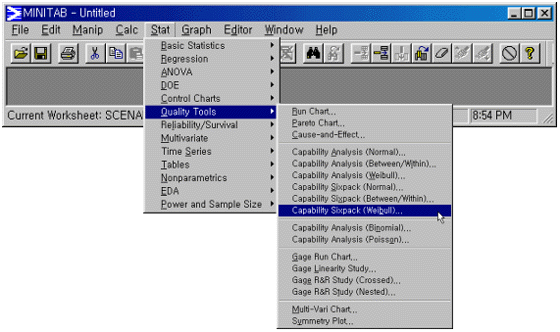 MINITAB - Untitled
File Edit Manip Calc Stat Graph Editor Window Help
Basic Statistics
Regression
ANOVA
DOE
Control Charts
Quality Tools
Reliability/Survival
Multivariate
Time Series
Tables
Nonparametrics
EDA
Power and Sample Size
Current Worksheet: SCENA
8:54 PM
Run Chart...
Pareto Chart...
Cause-and-Effect...
Capability Analysis (Normal)...
Capability Analysis (Between/Within)...
Capability Analysis (Weibull)...
Capability Sixpack (Normal)...
Capability Sixpack (Between/Within)...
Capability Sixpack (Weibull)...
Capability Analysis (Binomial)...
Capability Analysis (Poisson)...
Gage Run Chart...
Gage Linearity Study...
Gage R&R Study (Crossed)...
Gage R&R Study (Nested)...
Multi-Vari Chart...
Symmetry Plot...